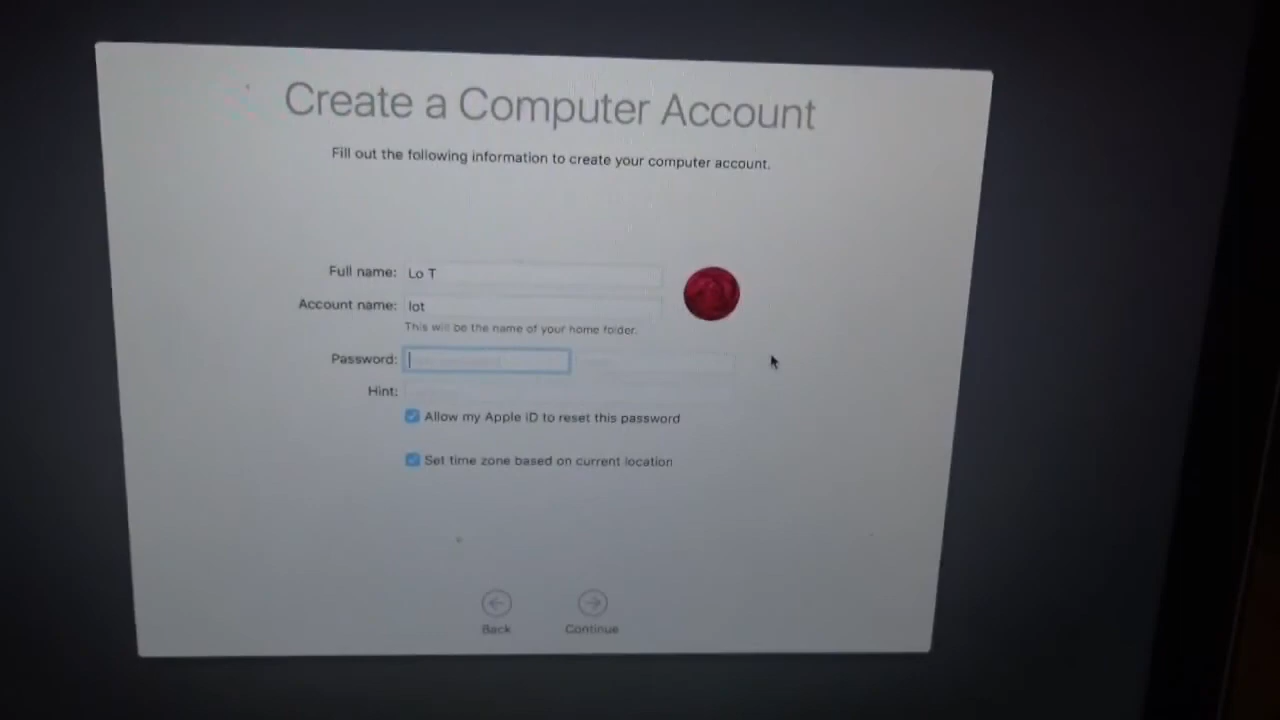 Create a Computer Account
Fill out the following information to create your computer account.
Full name: Lo T
Account name: lot
This will be the name of your home folder.
Password:
Hint:
Allow my Apple ID to reset this password
Set time zone based on current location
Back Continue